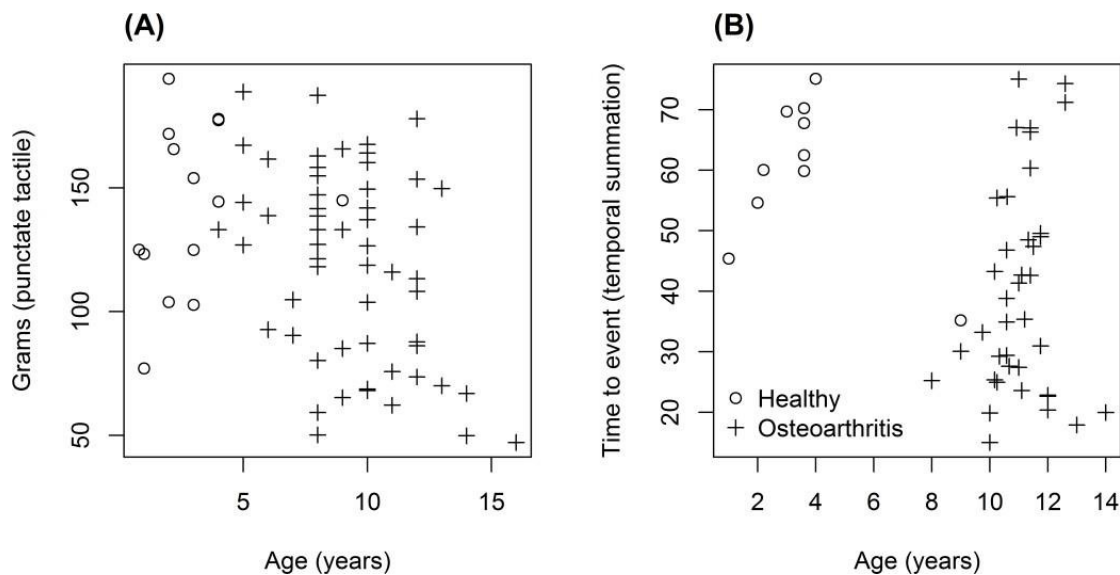 (A)
Grams (punctate tactile)
150
100
50
5 10 15
Age (years)
(B)
Time to event (temporal summation)
70
60
50
40
30
20
Healthy
Osteoarthritis
2 4 6 8 10 12 14
Age (years)